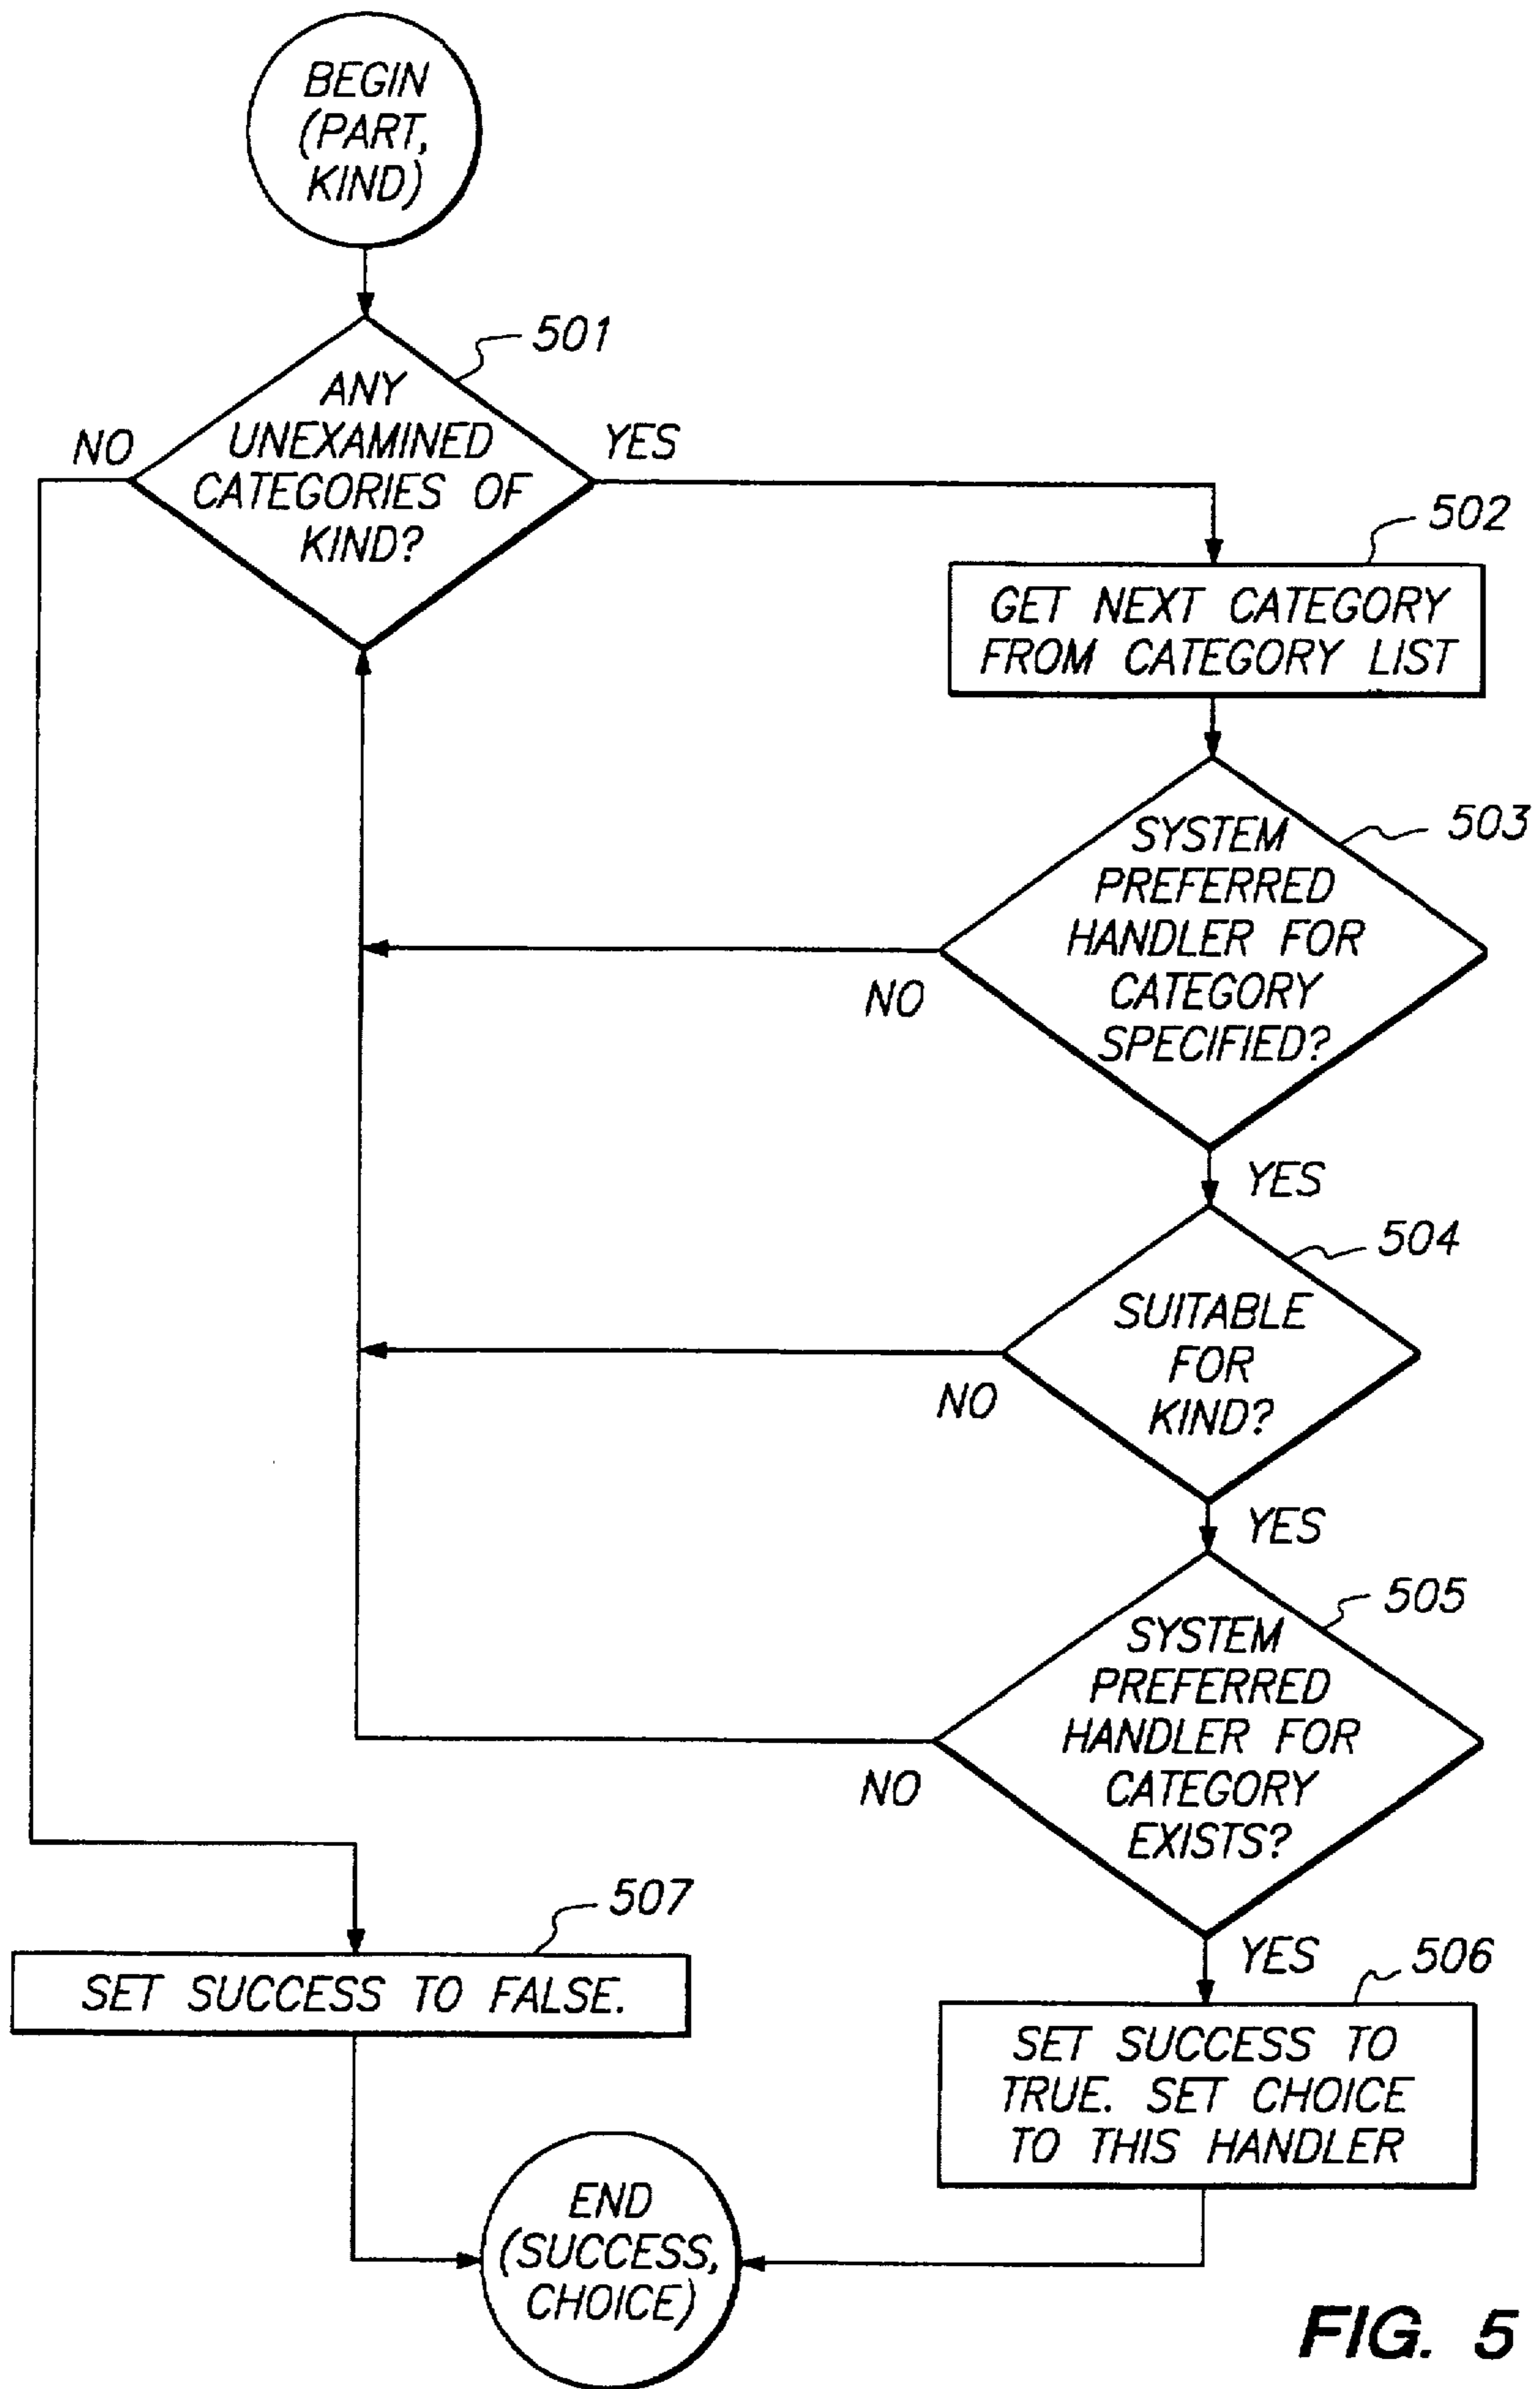 BEGIN
(PART,
KIND)
501
ANY
UNEXAMINED
CATEGORIES OF
KIND?
NO
YES
502
GET NEXT CATEGORY
FROM CATEGORY LIST
503
SYSTEM
PREFERRED
HANDLER FOR
CATEGORY
SPECIFIED?
NO
YES
504
SUITABLE
FOR
KIND?
NO
YES
505
SYSTEM
PREFERRED
HANDLER FOR
CATEGORY
EXISTS?
NO
YES
507
SET SUCCESS TO FALSE.
506
SET SUCCESS TO
TRUE. SET CHOICE
TO THIS HANDLER
END
(SUCCESS,
CHOICE)
FIG. 5